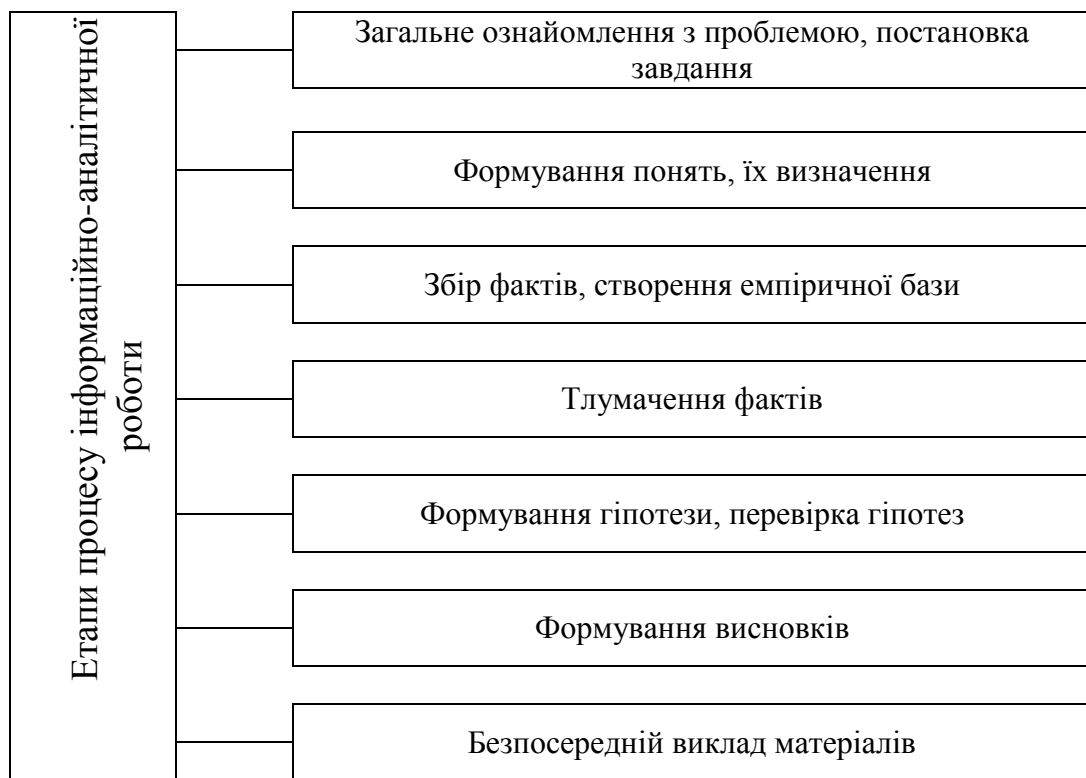 Етапи процесу інформаційно-аналітичної
роботи
Загальне ознайомлення з проблемою, постановка
завдання
Формування понять, їх визначення
Збір фактів, створення емпіричної бази
Тлумачення фактів
Формування гіпотези, перевірка гіпотез
Формування висновків
Безпосередній виклад матеріалів